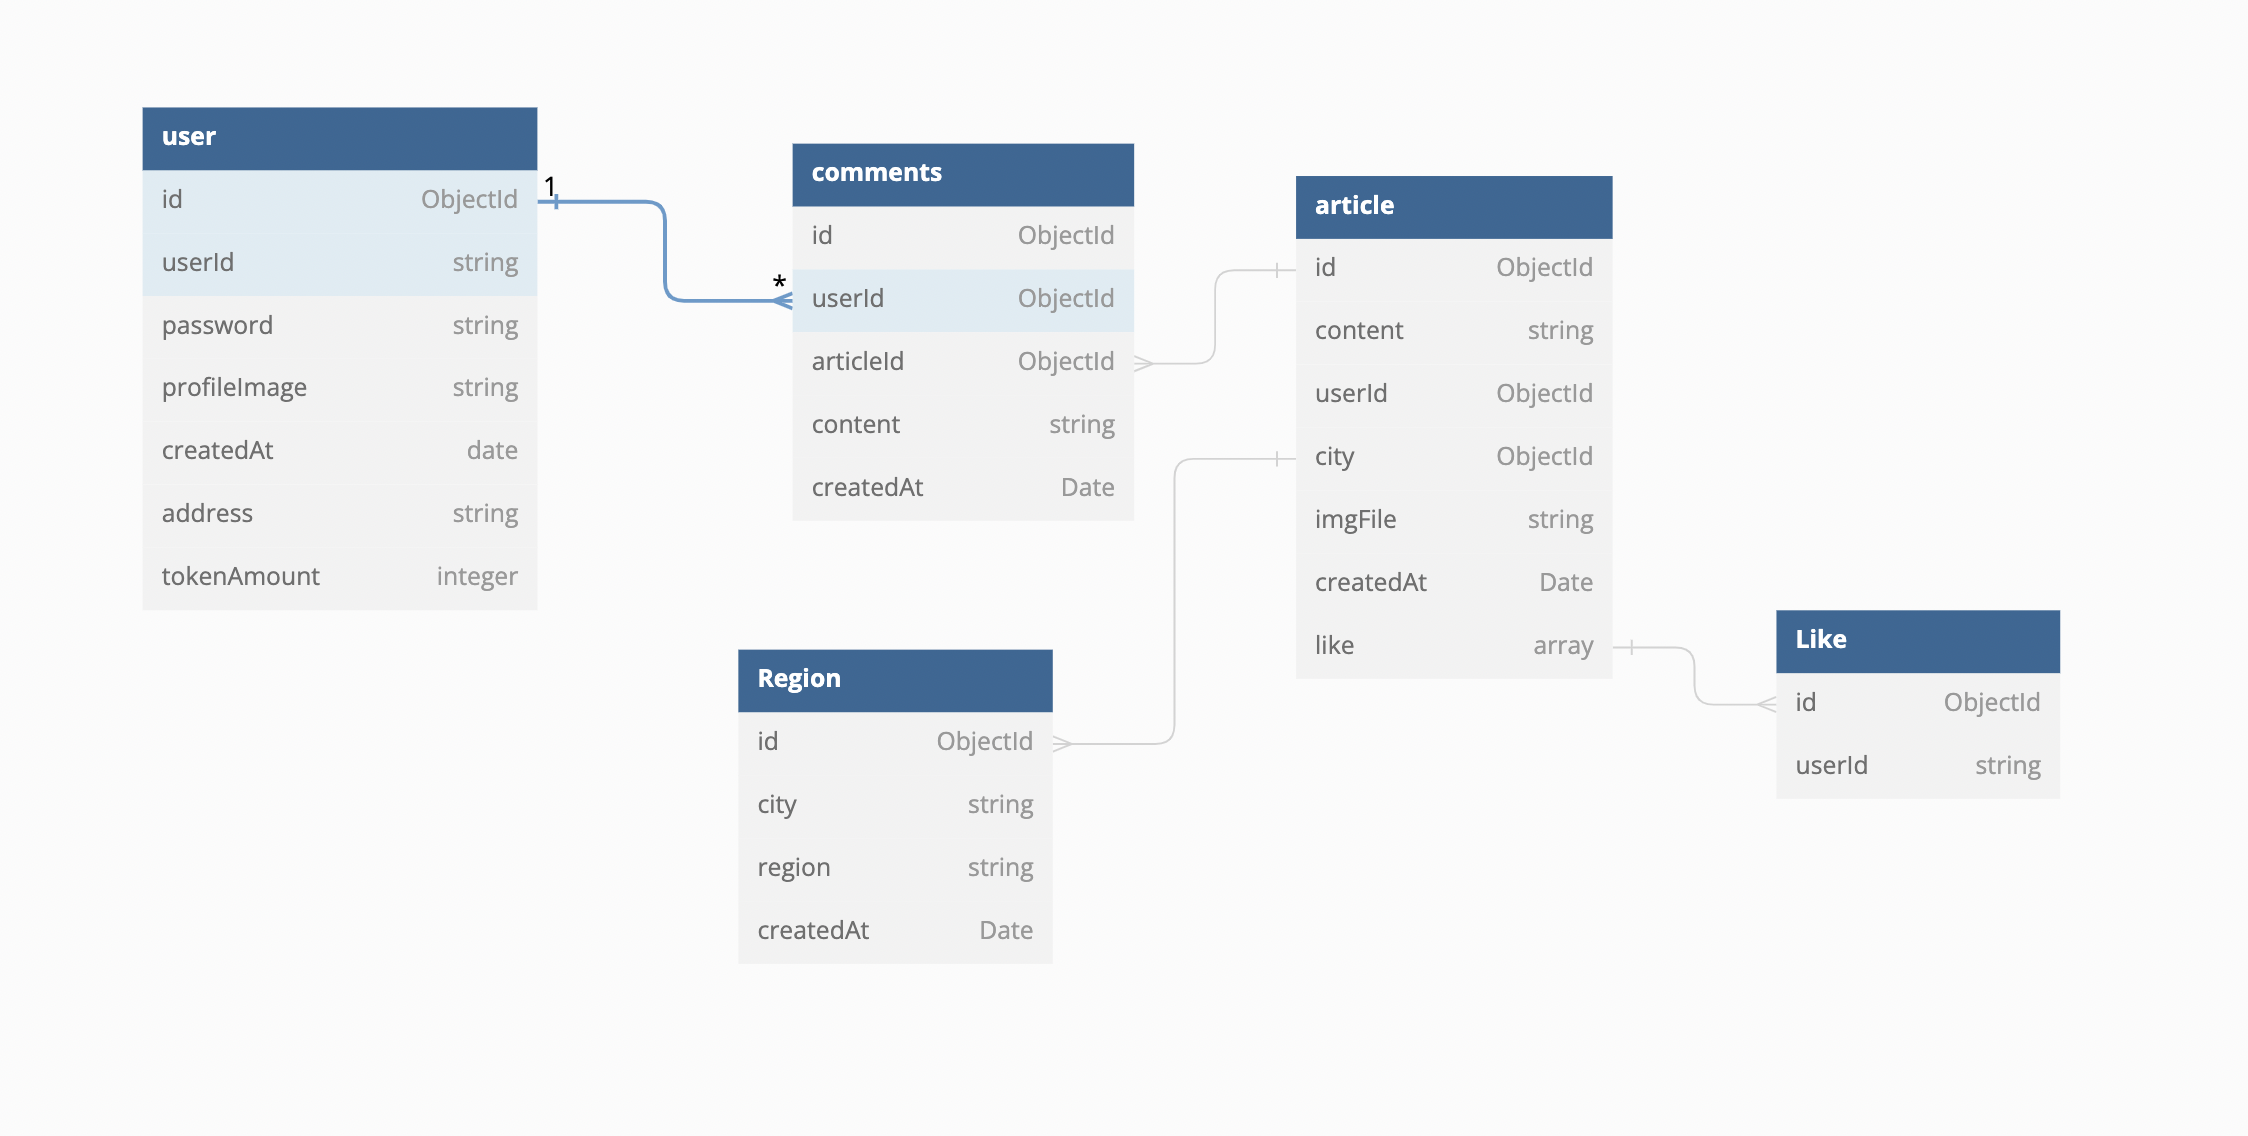 user
id ObjectId
userId string
password string
profileImage string
createdAt date
address string
tokenAmount integer
1
*
comments
id ObjectId
userId ObjectId
articleId ObjectId
content string
createdAt Date
article
id ObjectId
content string
userId ObjectId
city ObjectId
imgFile string
createdAt Date
like array
Region
id ObjectId
city string
region string
createdAt Date
Like
id ObjectId
userId string